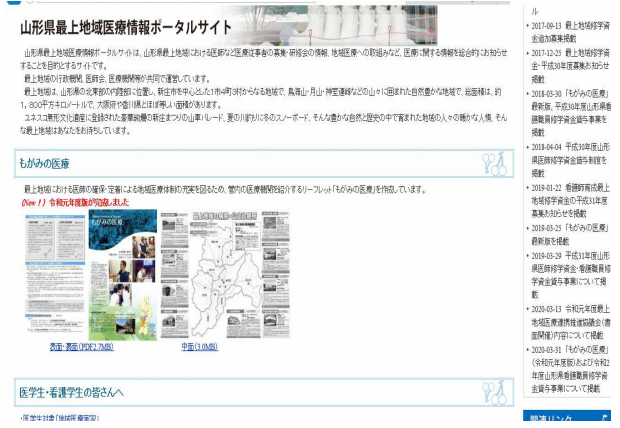 山形県最上地域医療情報ポータルサイト
山形県最上地域医療情報ポータルサイトは、山形県最上地域における医師など医療従事者の募集・研修会の情報、地域医療への取組みなど、医療に関する情報を総合的にお知らせ
することを目的とするサイトです。
最上地域の行政機関、医師会、医療機関等が共同で運営しています。
最上地域は、山形県の北東部の内陸部に位置し、新庄市を中心とした1市4町3村からなる地域で、鳥海山・月山・神室連峰などの山々に囲まれた自然豊かな地域で、総面積は、約
1,800平方キロメートルで、大阪府や香川県とほぼ等しい面積があります。
ユネスコ無形文化遺産に登録された豪華絢爛の新庄まつりの山車パレード、夏の川釣りに冬のスノーボード、そんな豊かな自然と歴史の中で育まれた地域の人々の暖かな人情、そん
な最上地域はあなたをお待ちしています。
もがみの医療
最上地域における医師の確保・定着による地域医療体制の充実を図るため、管内の医療機関を紹介するリーフレット「もがみの医療」を作成しています。
(New！) 令和元年度版が完成しました
表面・裏面(PDF2.7MB)
中面(3.0MB)
医学生・看護学生の皆さんへ
・医学生対象「地域医療実習」
ル
2017-09-13 最上地域修学資
金追加募集掲載
2017-12-25 最上地域修学資
金・平成30年度募集お知らせ
掲載
2018-03-30 「もがみの医療」
最新版、平成30年度山形県看
護職員修学資金貸与事業を
掲載
2018-04-04 平成30年度山形
県医師修学資金貸与制度を
掲載
2019-01-22 看護師育成最上
地域修学資金の平成31年度
募集お知らせを掲載
2019-03-25 「もがみの医療」
最新版を掲載
2019-03-29 平成31年度山形
県医師修学資金・看護職員修
学資金貸与事業について掲
載
2020-03-13 令和元年度最上
地域医療連携推進協議会(書
面開催)内容について掲載
2020-03-31 「もがみの医療」
(令和元年度版)および令和2
年度山形県看護職員修学資
金貸与事業について掲載
関連リンク